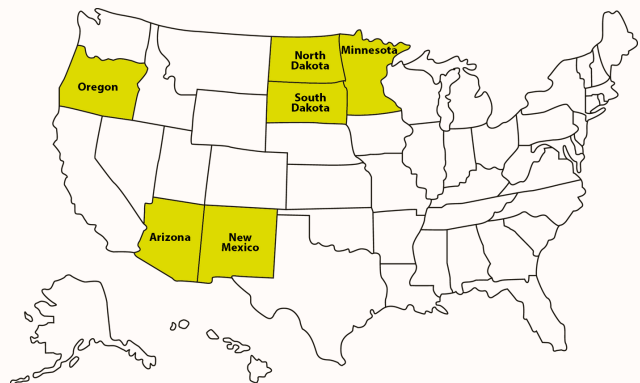 North
Dakota
Minnesota
Oregon
South
Dakota
Arizona
New
Mexico